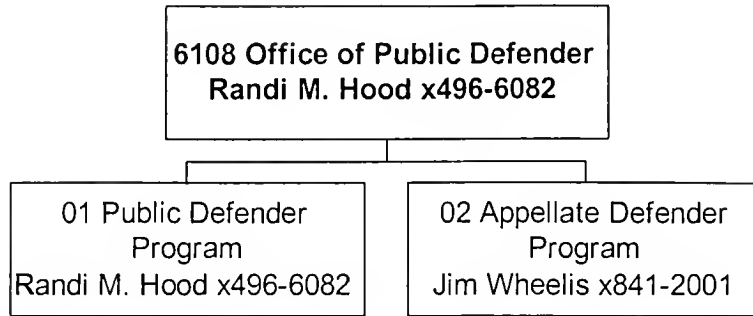 6108 Office of Public Defender
Randi M. Hood x496-6082
01 Public Defender
Program
Randi M. Hood x496-6082
02 Appellate Defender
Program
Jim Wheelis x841-2001